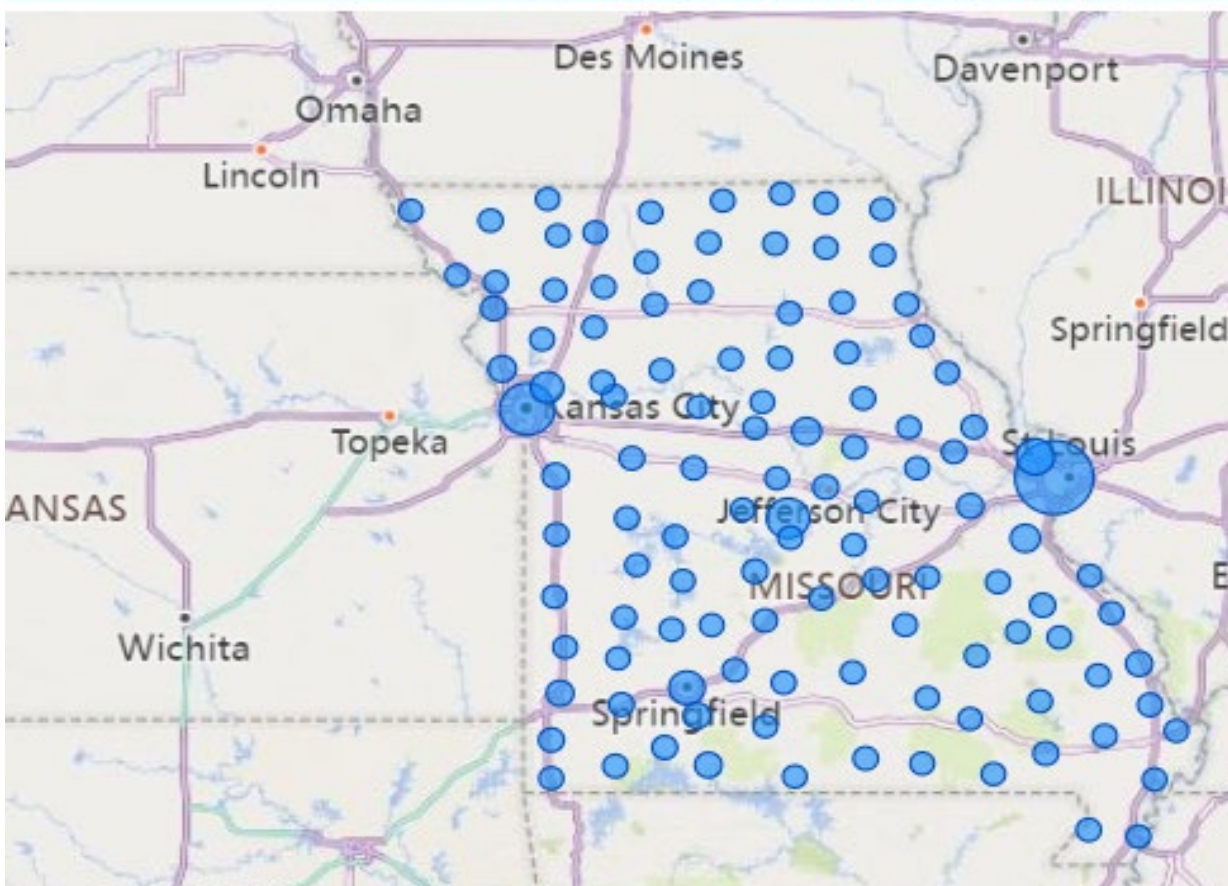 Des Moines
Davenport
Omaha
Lincoln
ILLINOI
Springfield
Kansas City
Topeka
St Louis
ANSAS
Jefferson City
MISSOURI
E
Wichita
Springfield